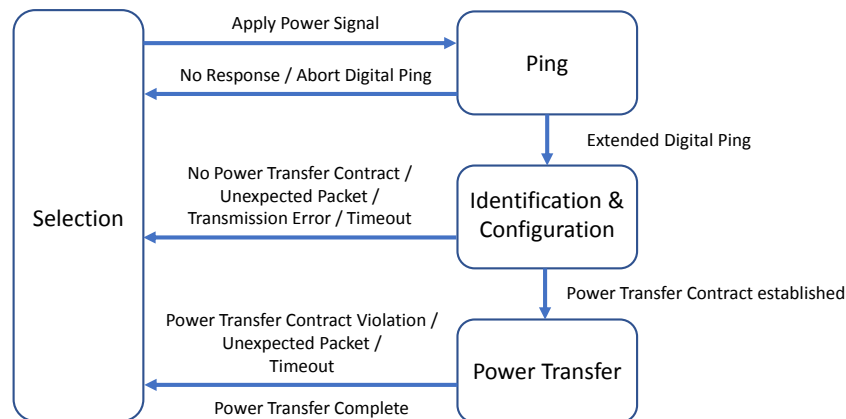 Apply Power Signal
Ping
No Response / Abort Digital Ping
Extended Digital Ping
No Power Transfer Contract /
Unexpected Packet /
Transmission Error / Timeout
Selection
Identification &
Configuration
Power Transfer Contract established
Power Transfer Contract Violation /
Unexpected Packet /
Timeout
Power Transfer
Power Transfer Complete